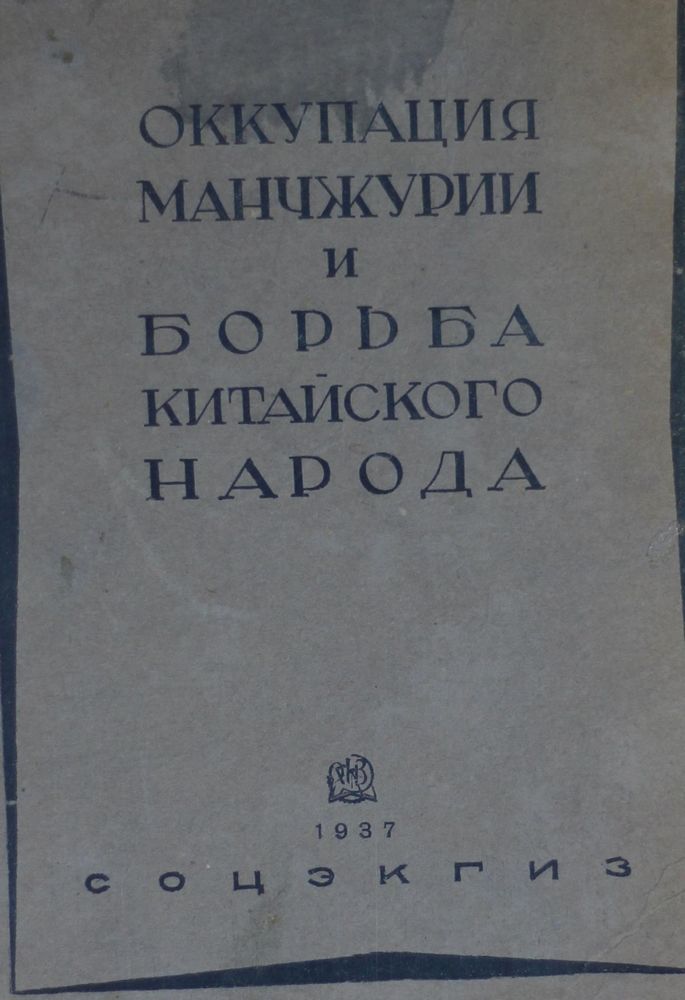 ОККУПАЦИЯ
МАНЧЖУРИИ
И
БОРЬБА
КИТАЙСКОГО
НАРОДА
1937
СОЦЭКГИЗ